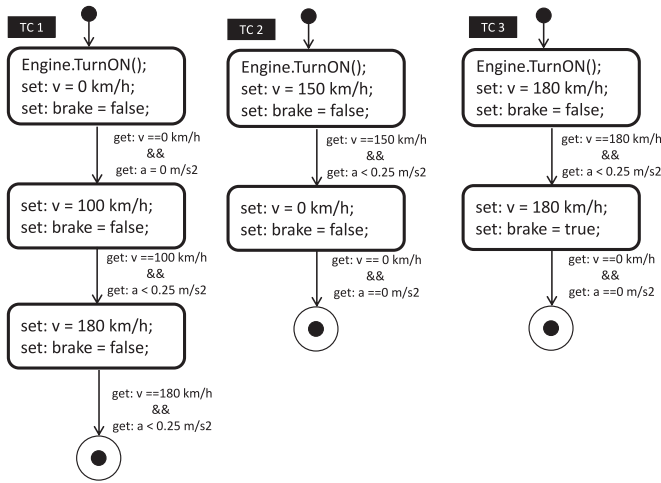 TC 1
Engine.TurnON();
set: v = 0 km/h;
set: brake = false;
get: v ==0 km/h
&&
get: a = 0 m/s2
set: v = 100 km/h;
set: brake = false;
get: v ==100 km/h
&&
get: a < 0.25 m/s2
set: v = 180 km/h;
set: brake = false;
get: v ==180 km/h
&&
get: a < 0.25 m/s2
TC 2
Engine.TurnON();
set: v = 150 km/h;
set: brake = false;
get: v ==150 km/h
&&
get: a < 0.25 m/s2
set: v = 0 km/h;
set: brake = false;
get: v == 0 km/h
&&
get: a ==0 m/s2
TC 3
Engine.TurnON();
set: v = 180 km/h;
set: brake = false;
get: v ==180 km/h
&&
get: a < 0.25 m/s2
set: v = 180 km/h;
set: brake = true;
get: v ==0 km/h
&&
get: a ==0 m/s2